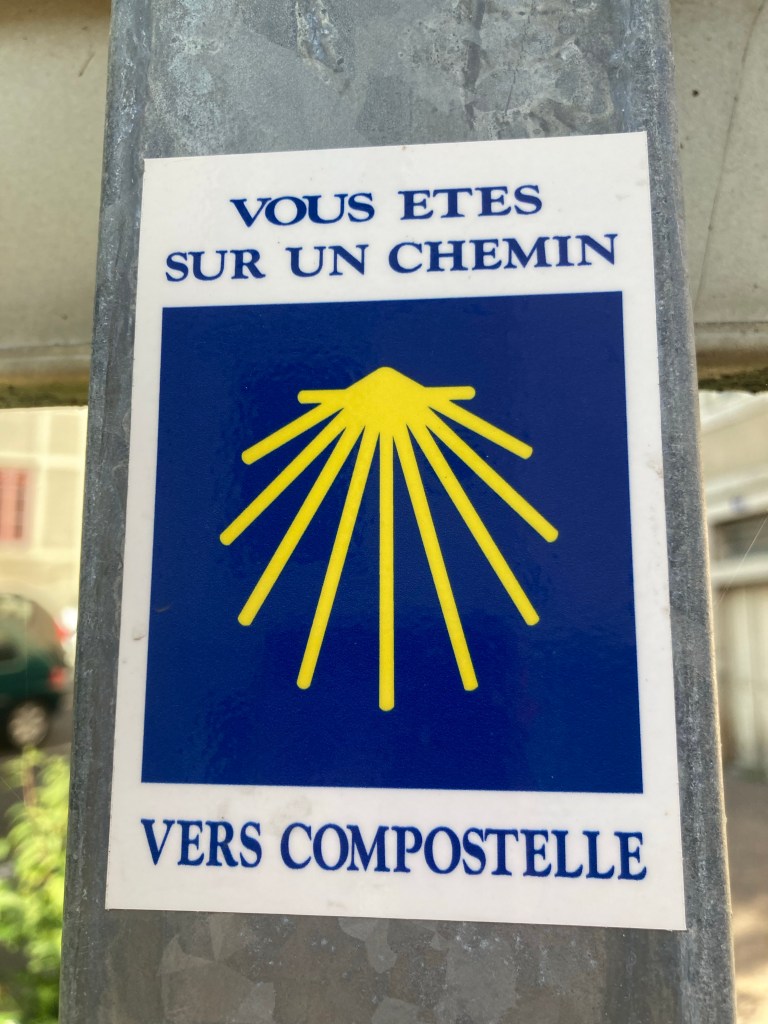 VOUS ETES
SUR UN CHEMIN
VERS COMPOSTELLE